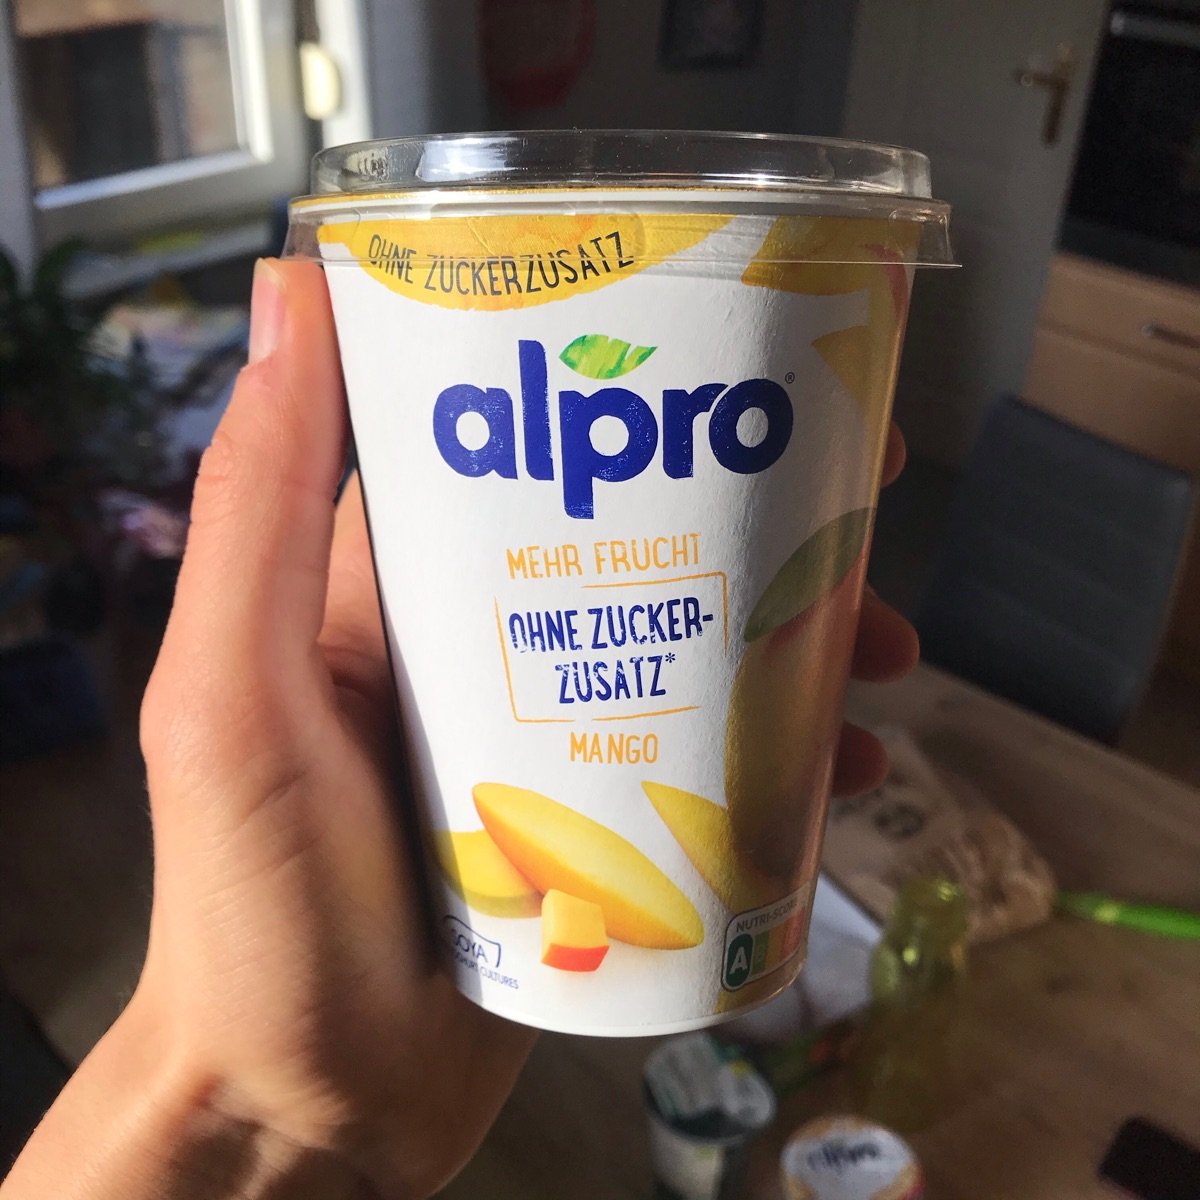 OHNE ZUCKERZUSATZ
alpro®
MEHR FRUCHT
OHNE ZUCKER-
ZUSATZ*
MANGO
SOYA
CULTURES
NUTRI-SCORE
A